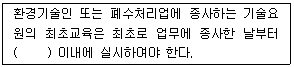 환경기술인 또는 폐수처리업에 종사하는 기술요
원의 최초교육은 최초로 업무에 종사한 날부터
(    ) 이내에 실시하여야 한다.